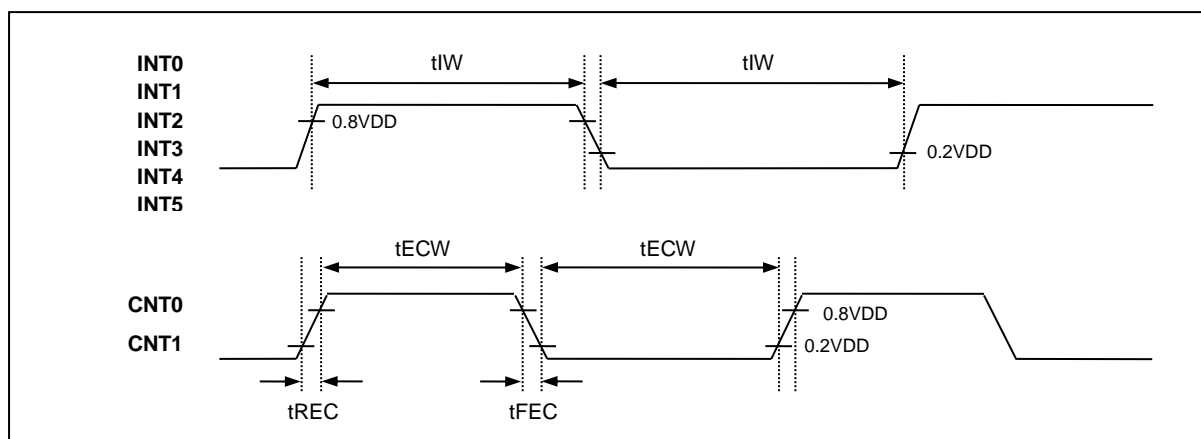 INT0
INT1
INT2
INT3
INT4
INT5
tIW
tIW
0.8VDD
0.2VDD
tECW
tECW
CNT0
CNT1
0.8VDD
0.2VDD
tREC
tFEC